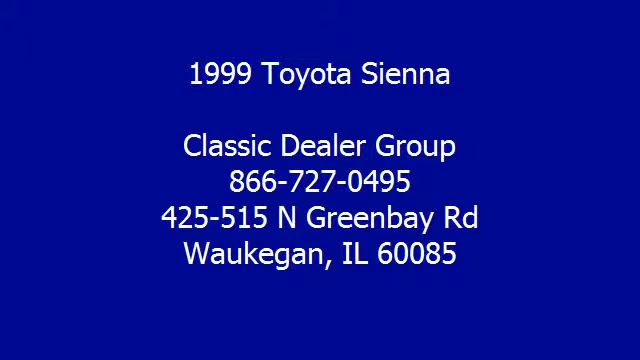 1999 Toyota Sienna
Classic Dealer Group
866-727-0495
425-515 N Greenbay Rd
Waukegan, IL 60085